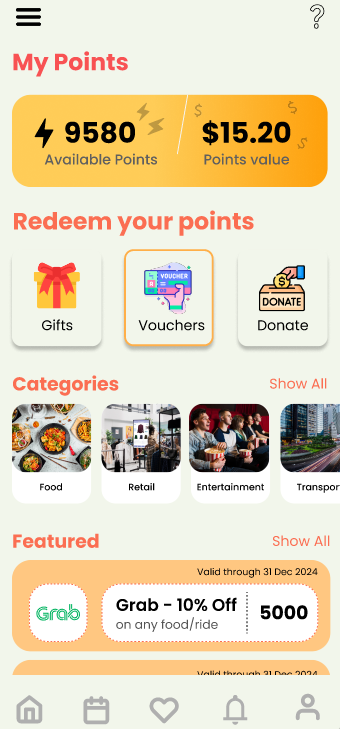 ?
My Points
9580
$15.20
Available Points
Points value
Redeem your points
VOUCHER
DONATE
Gifts
Vouchers
Donate
Categories
Show All
Food
Retail
Entertainment
Transpor
Featured
Show All
Valid through 31 Dec 2024
Grab
Grab - 10% Off
on any food/ride
5000
Valid through 31 Dec 2024